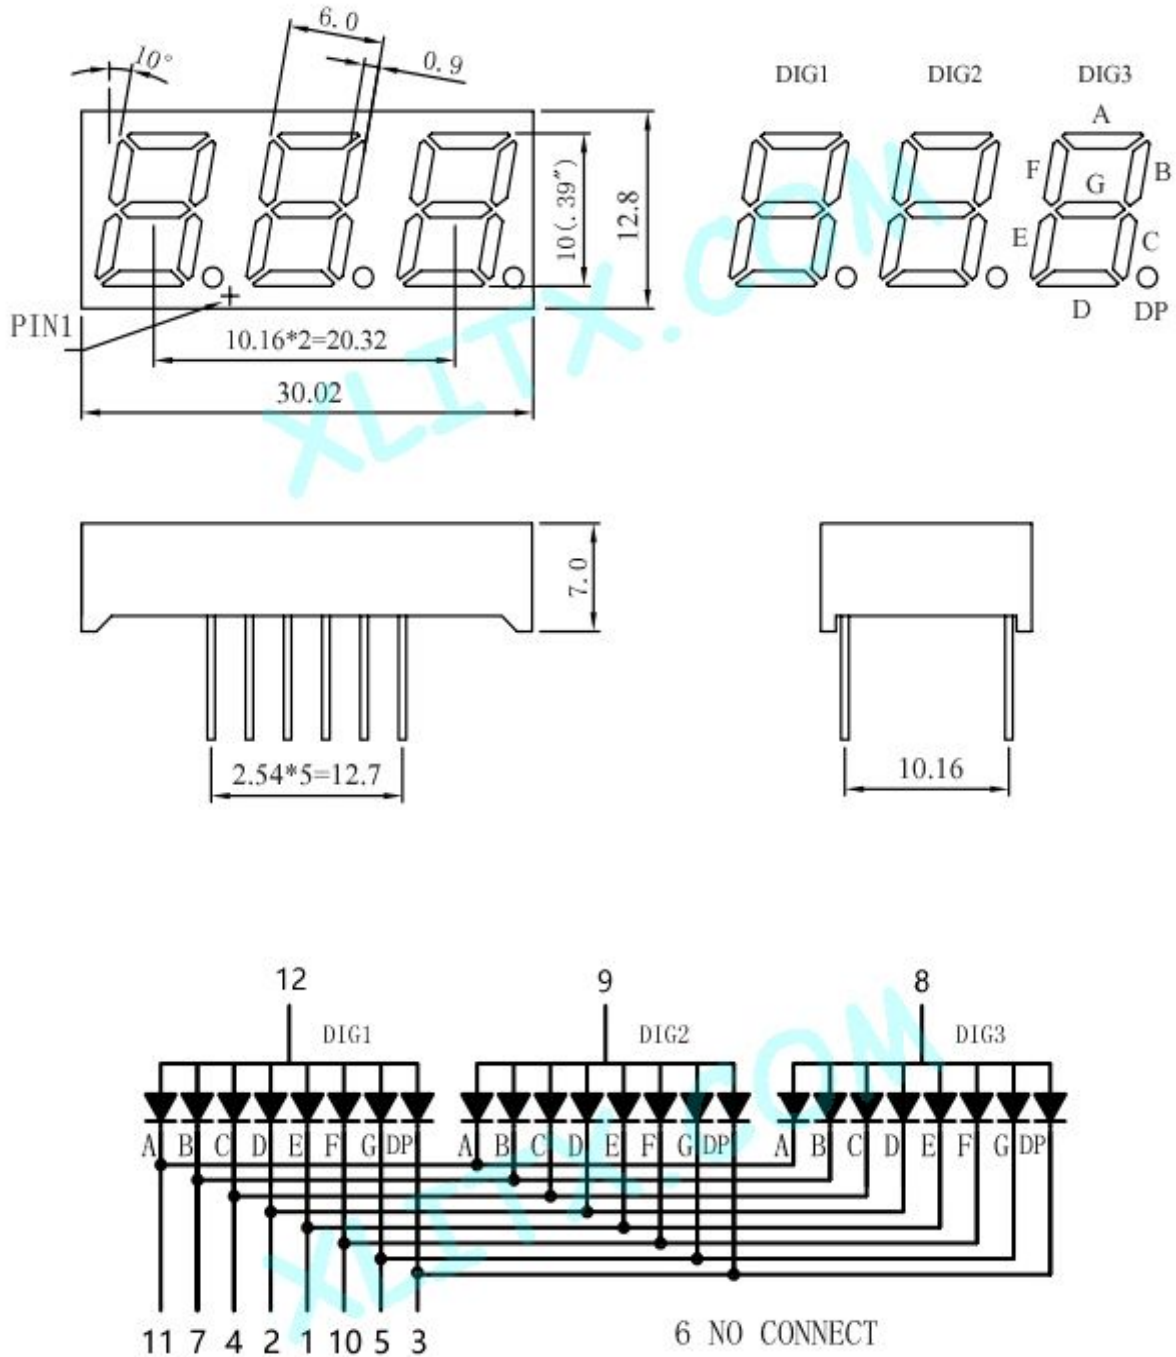 10°
6.0
0.9
10(.39")
12.8
PIN1
10.16*2=20.32
30.02
DIG1 DIG2 DIG3
A
F B
G
E C
D DP
XLITX.COM
7.0
2.54*5=12.7
10.16
12 9 8
DIG1 DIG2 DIG3
A B C D E F G DP A B C D E F G DP A B C D E F G DP
XLITX.COM
11 7 4 2 1 10 5 3
6 NO CONNECT